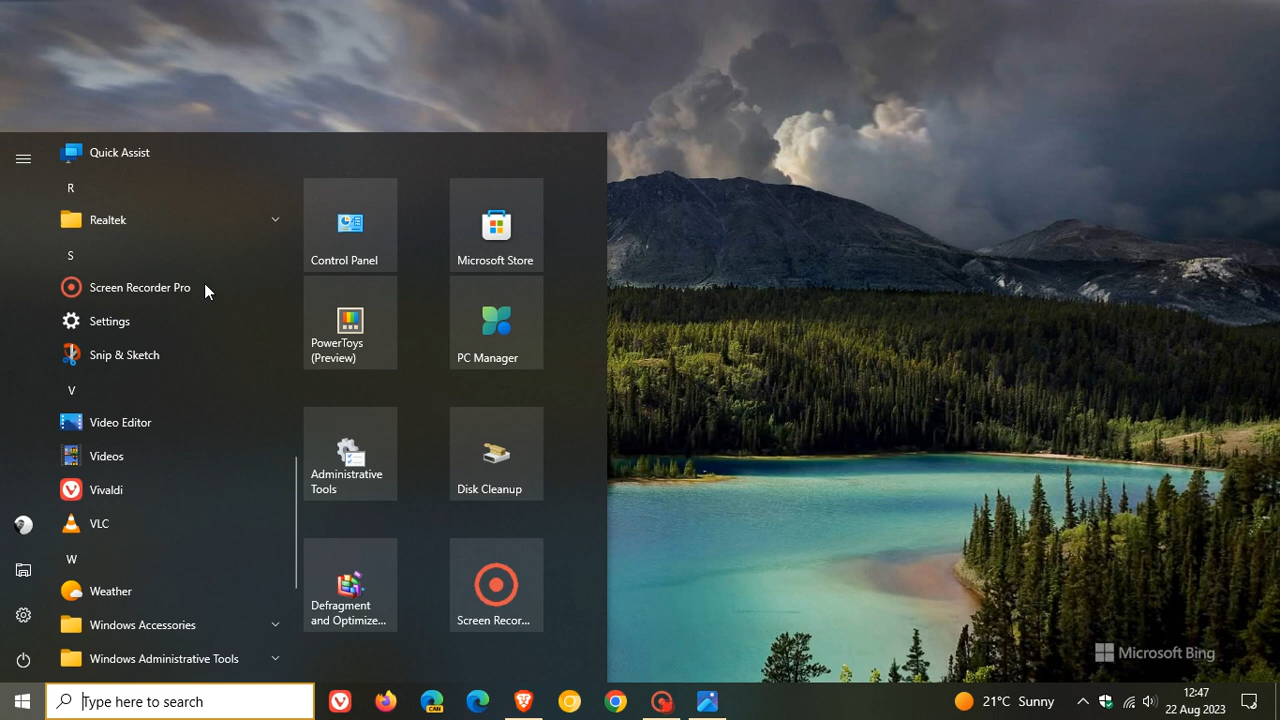 Quick Assist
R
Realtek
S
Screen Recorder Pro
Settings
Snip & Sketch
V
Video Editor
Videos
Vivaldi
VLC
W
Weather
Windows Accessories
Windows Administrative Tools
Control Panel
Microsoft Store
PowerToys
(Preview)
PC Manager
Administrative
Tools
Disk Cleanup
Defragment
and Optimize...
Screen Recor...
Microsoft Bing
Type here to search
CAN
21°C Sunny
12:47
22 Aug 2023